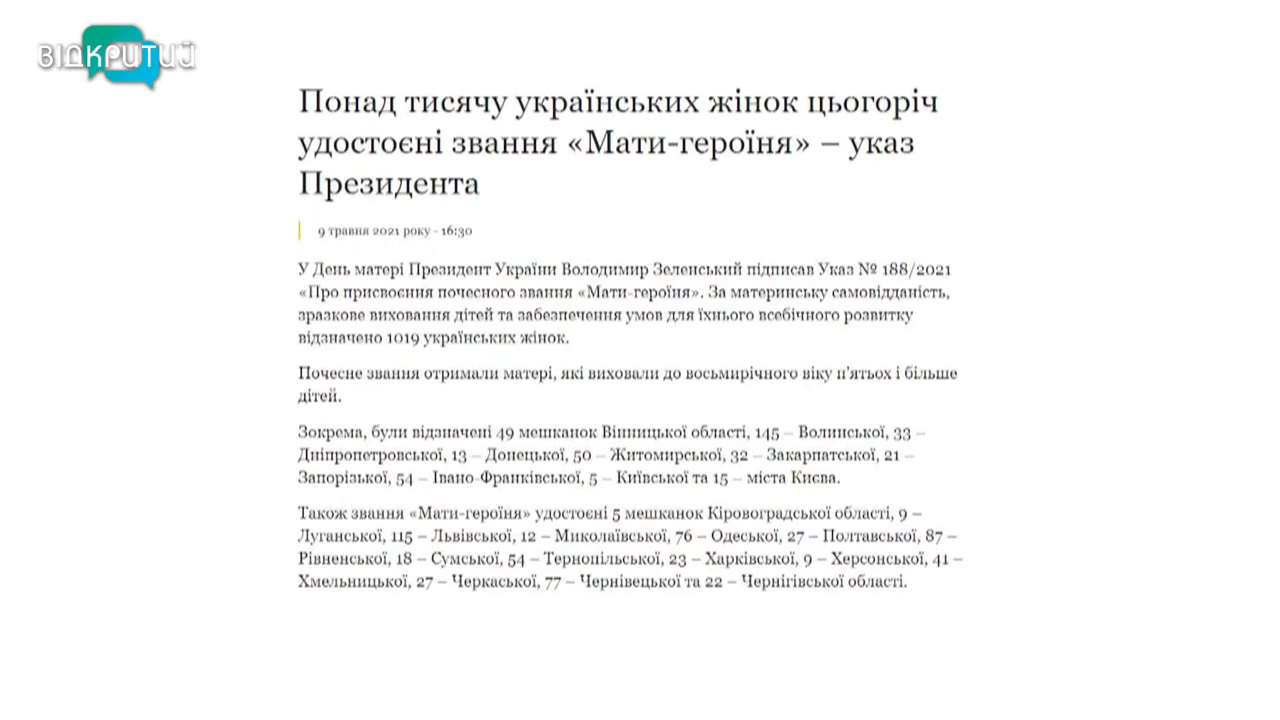 ВІДКРИТИЙ
Понад тисячу українських жінок цьогоріч
удостоєні звання «Мати-героїня» – указ
Президента
9 травня 2021 року - 16:30
У День матері Президент України Володимир Зеленський підписав Указ № 188/2021
«Про присвоєння почесного звання «Мати-героїня». За материнську самовідданість,
зразкове виховання дітей та забезпечення умов для їхнього всебічного розвитку
відзначено 1019 українських жінок.
Почесне звання отримали матері, які виховали до восьмирічного віку п'ятьох і більше
дітей.
Зокрема, були відзначені 49 мешканок Вінницької області, 145 – Волинської, 33 –
Дніпропетровської, 13 – Донецької, 50 – Житомирської, 32 – Закарпатської, 21 –
Запорізької, 54 – Івано-Франківської, 5 – Київської та 15 – міста Києва.
Також звання «Мати-героїня» удостоєні 5 мешканок Кіровоградської області, 9 –
Луганської, 115 – Львівської, 12 – Миколаївської, 76 – Одеської, 27 – Полтавської, 87 –
Рівненської, 18 – Сумської, 54 – Тернопільської, 23 – Харківської, 9 – Херсонської, 41 –
Хмельницької, 27 – Черкаської, 77 – Чернівецької та 22 – Чернігівської області.